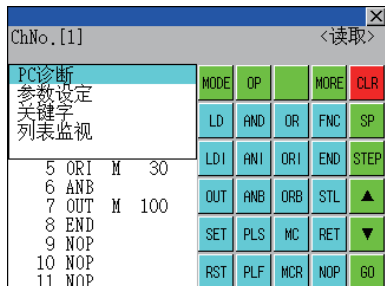 ChNo.[1] <读取>
PC诊断
参数设定
关键字
列表监视
5 ORI M 30
6 ANB
7 OUT M 100
8 END
9 NOP
10 NOP
11 NOP
MODE OP MORE CLR
LD AND OR FNC SP
LDI ANI ORI END STEP
OUT ANB ORB STL ▲
SET PLS MC RET ▼
RST PLF MCR NOP GO